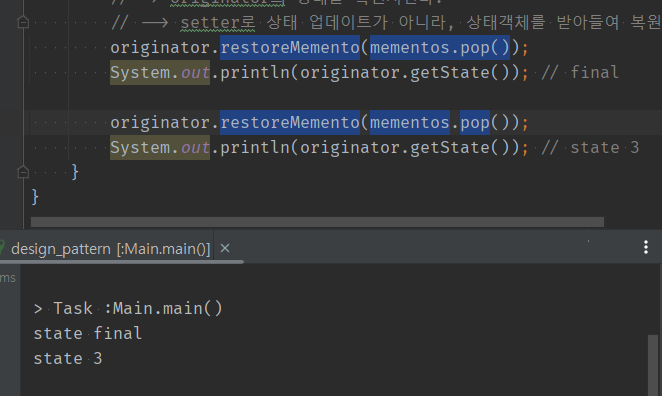 // --> setter로 상태 업데이트가 아니라, 상태객체를 받아들여 복원
originator.restoreMemento(mementos.pop());
System.out.println(originator.getState()); // final
originator.restoreMemento(mementos.pop());
System.out.println(originator.getState()); // state 3
}
}
design_pattern [:Main.main()] ×
ms
> Task :Main.main()
state final
state 3